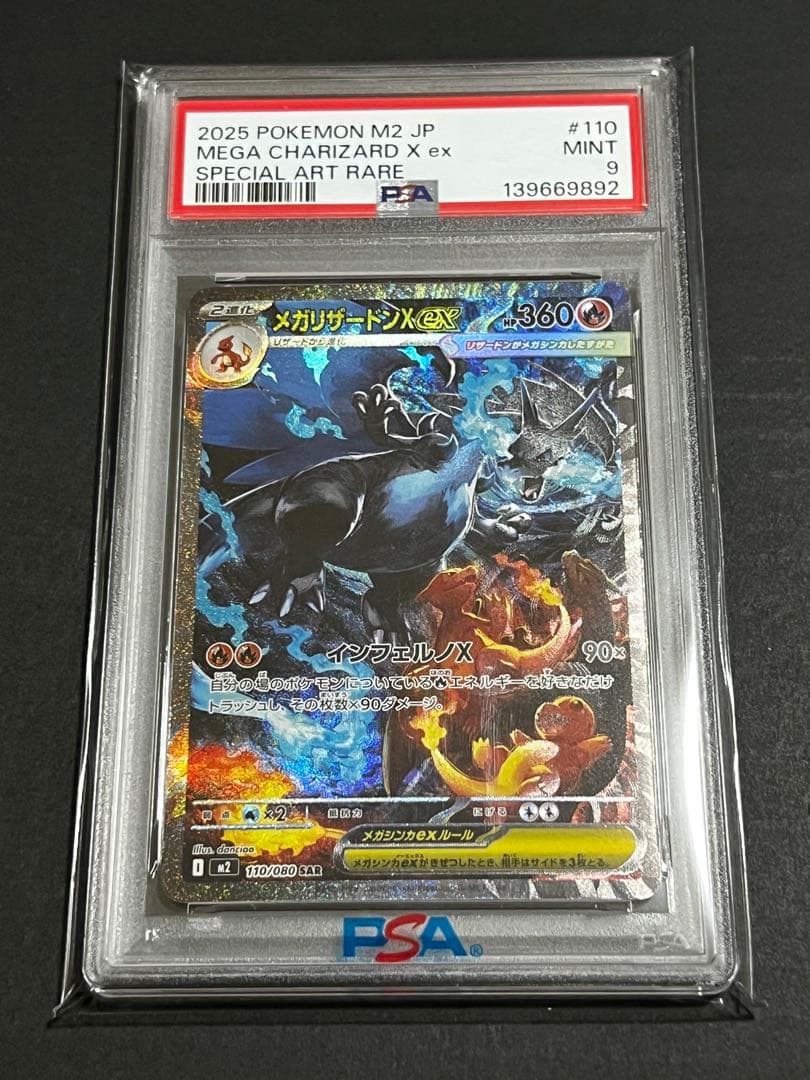 2025 POKEMON M2 JP #110
MEGA CHARIZARD X ex MINT
SPECIAL ART RARE 9
PSA 139669892
2進化 メガリザードンXex HP360
リザードから進化 リザードンがメガシンカしたすがた
インフェルノX 90×
自分の場のポケモンについている エネルギーを好きなだけ
トラッシュし、その枚数×90ダメージ。
弱点 ×2 抵抗力 にげる
メガシンカexルール
メガシンカexがきぜつしたとき、相手はサイドを3枚とる。
Illus. danciao
I M2 110/080 SAR
PSA®
PSA